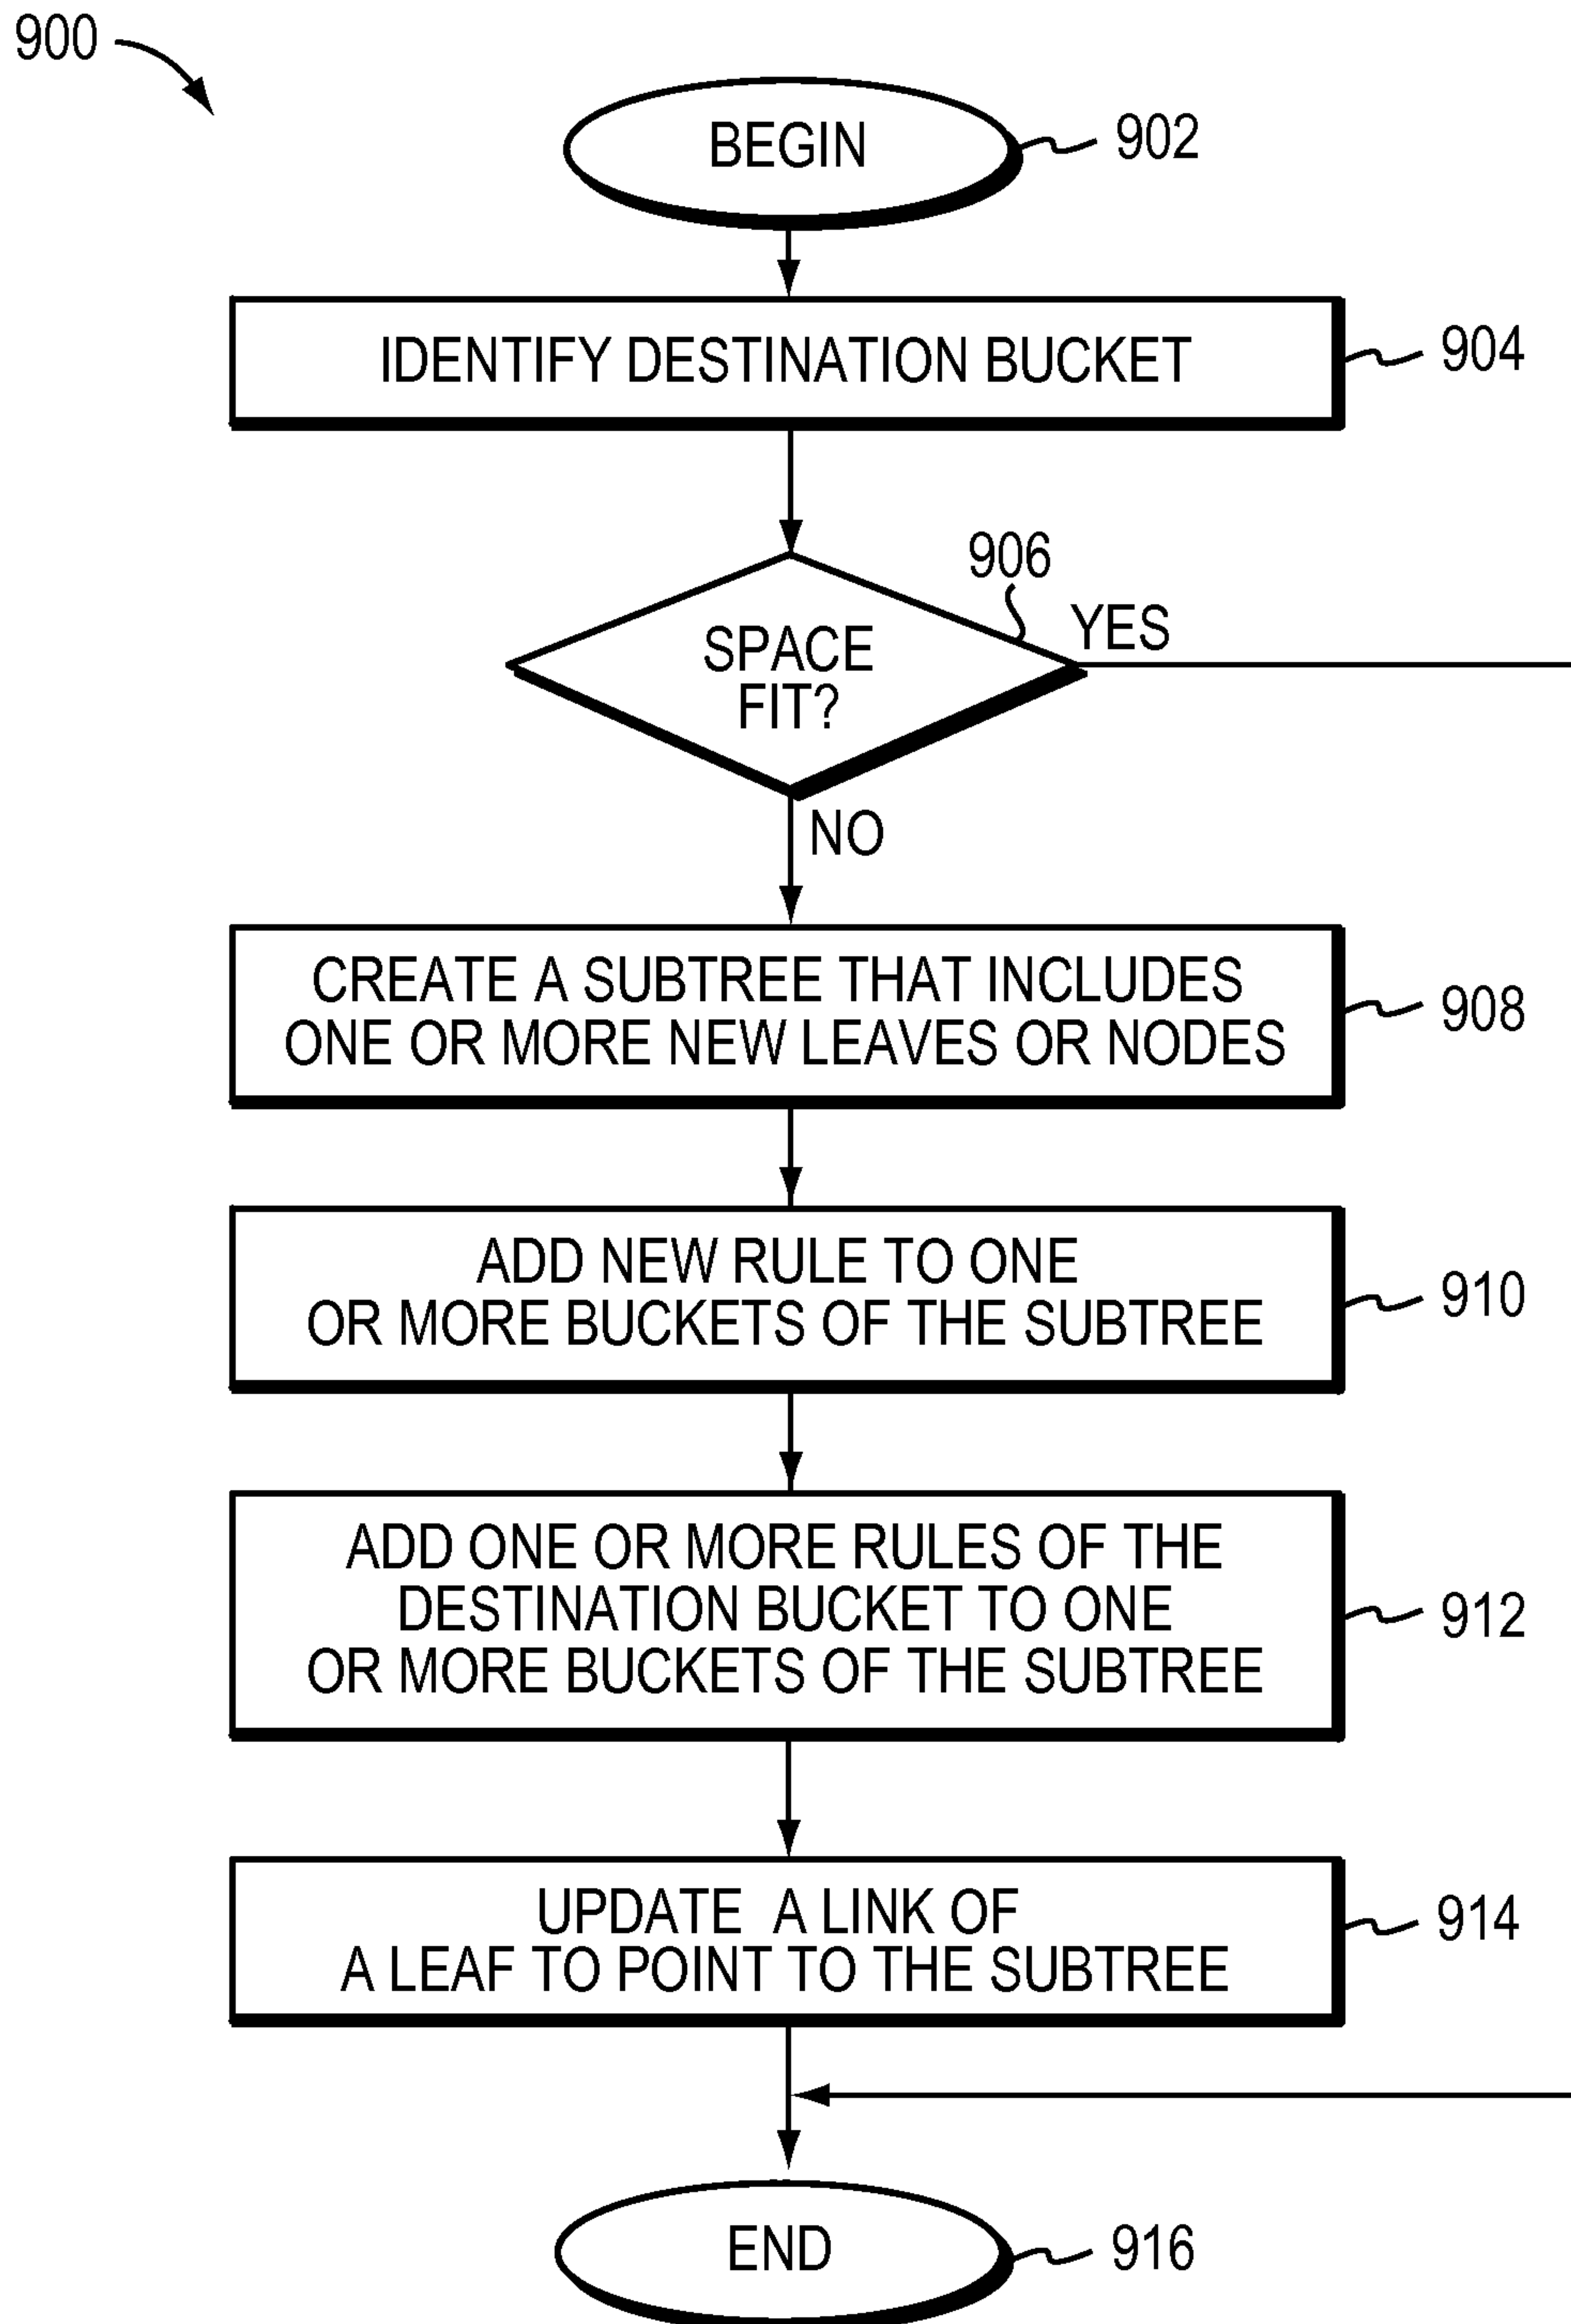 900
BEGIN
902
IDENTIFY DESTINATION BUCKET
904
906
SPACE
FIT?
YES
NO
CREATE A SUBTREE THAT INCLUDES
ONE OR MORE NEW LEAVES OR NODES
908
ADD NEW RULE TO ONE
OR MORE BUCKETS OF THE SUBTREE
910
ADD ONE OR MORE RULES OF THE
DESTINATION BUCKET TO ONE
OR MORE BUCKETS OF THE SUBTREE
912
UPDATE A LINK OF
A LEAF TO POINT TO THE SUBTREE
914
END
916